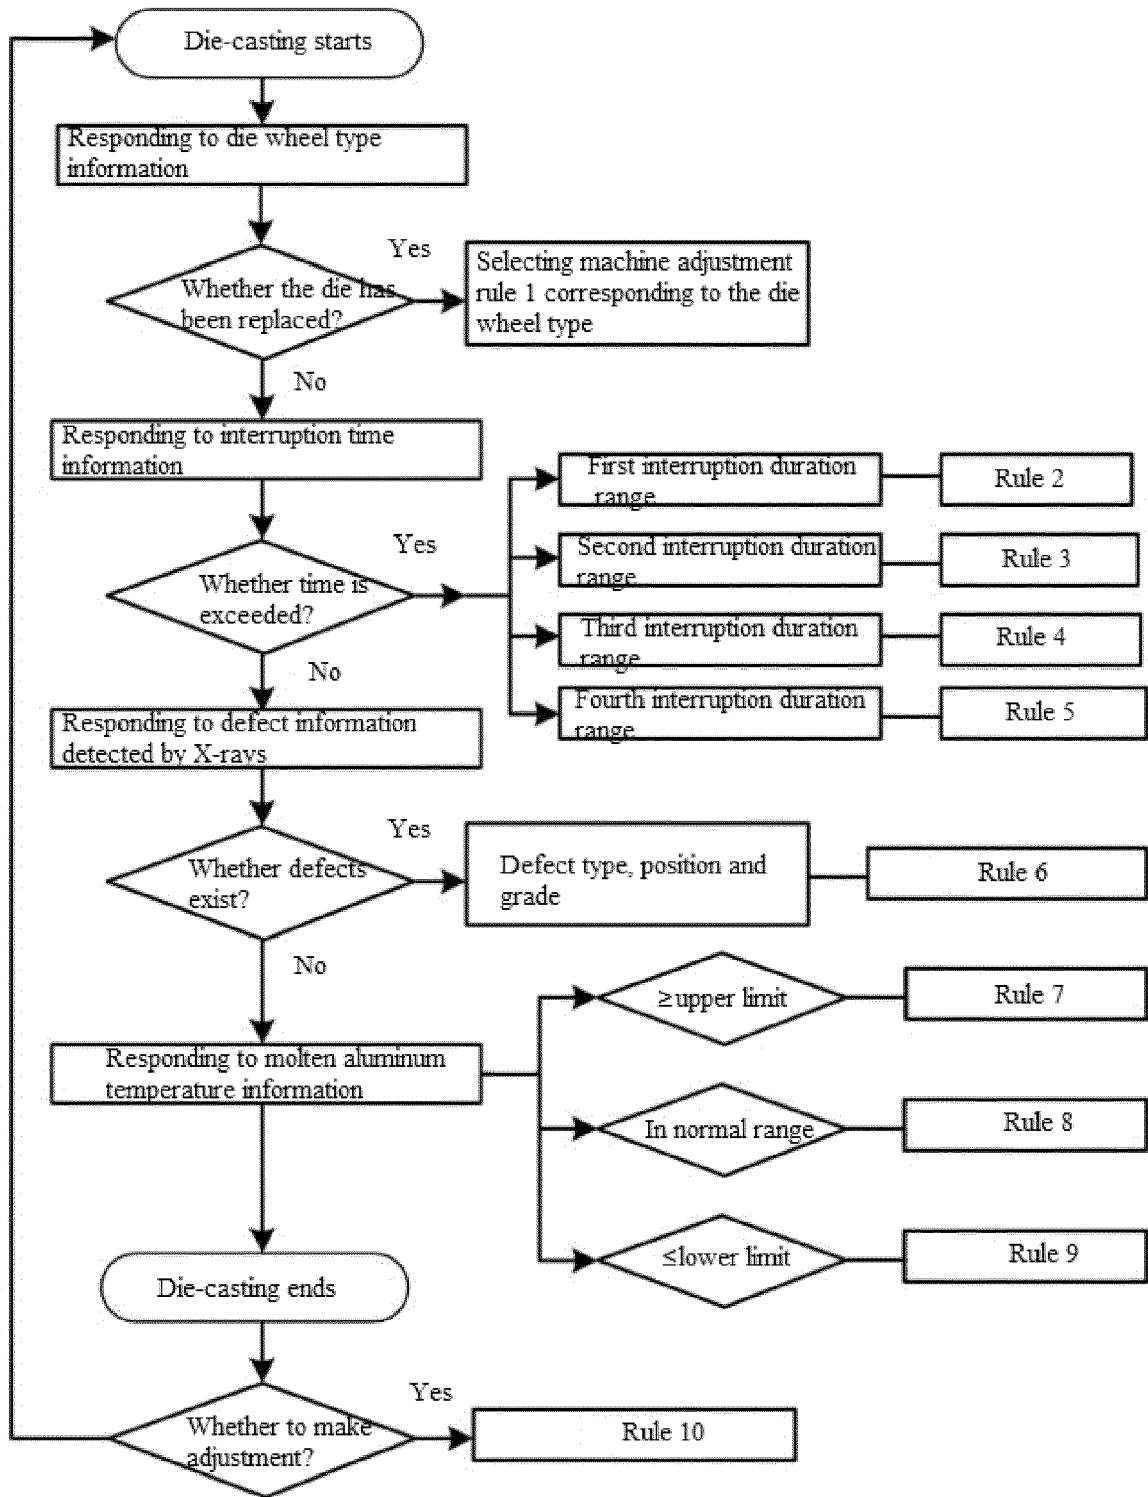 Die-casting starts
Responding to die wheel type
information
Yes
Whether the die has
been replaced?
Selecting machine adjustment
rule 1 corresponding to the die
wheel type
No
Responding to interruption time
information
First interruption duration
range
Rule 2
Yes
Second interruption duration
range
Rule 3
Whether time is
exceeded?
Third interruption duration
range
Rule 4
No
Fourth interruption duration
range
Rule 5
Responding to defect information
detected by X-rays
Yes
Whether defects
exist?
Defect type, position and
grade
Rule 6
No
≥upper limit
Rule 7
Responding to molten aluminum
temperature information
In normal range
Rule 8
≤lower limit
Rule 9
Die-casting ends
Yes
Whether to make
adjustment?
Rule 10